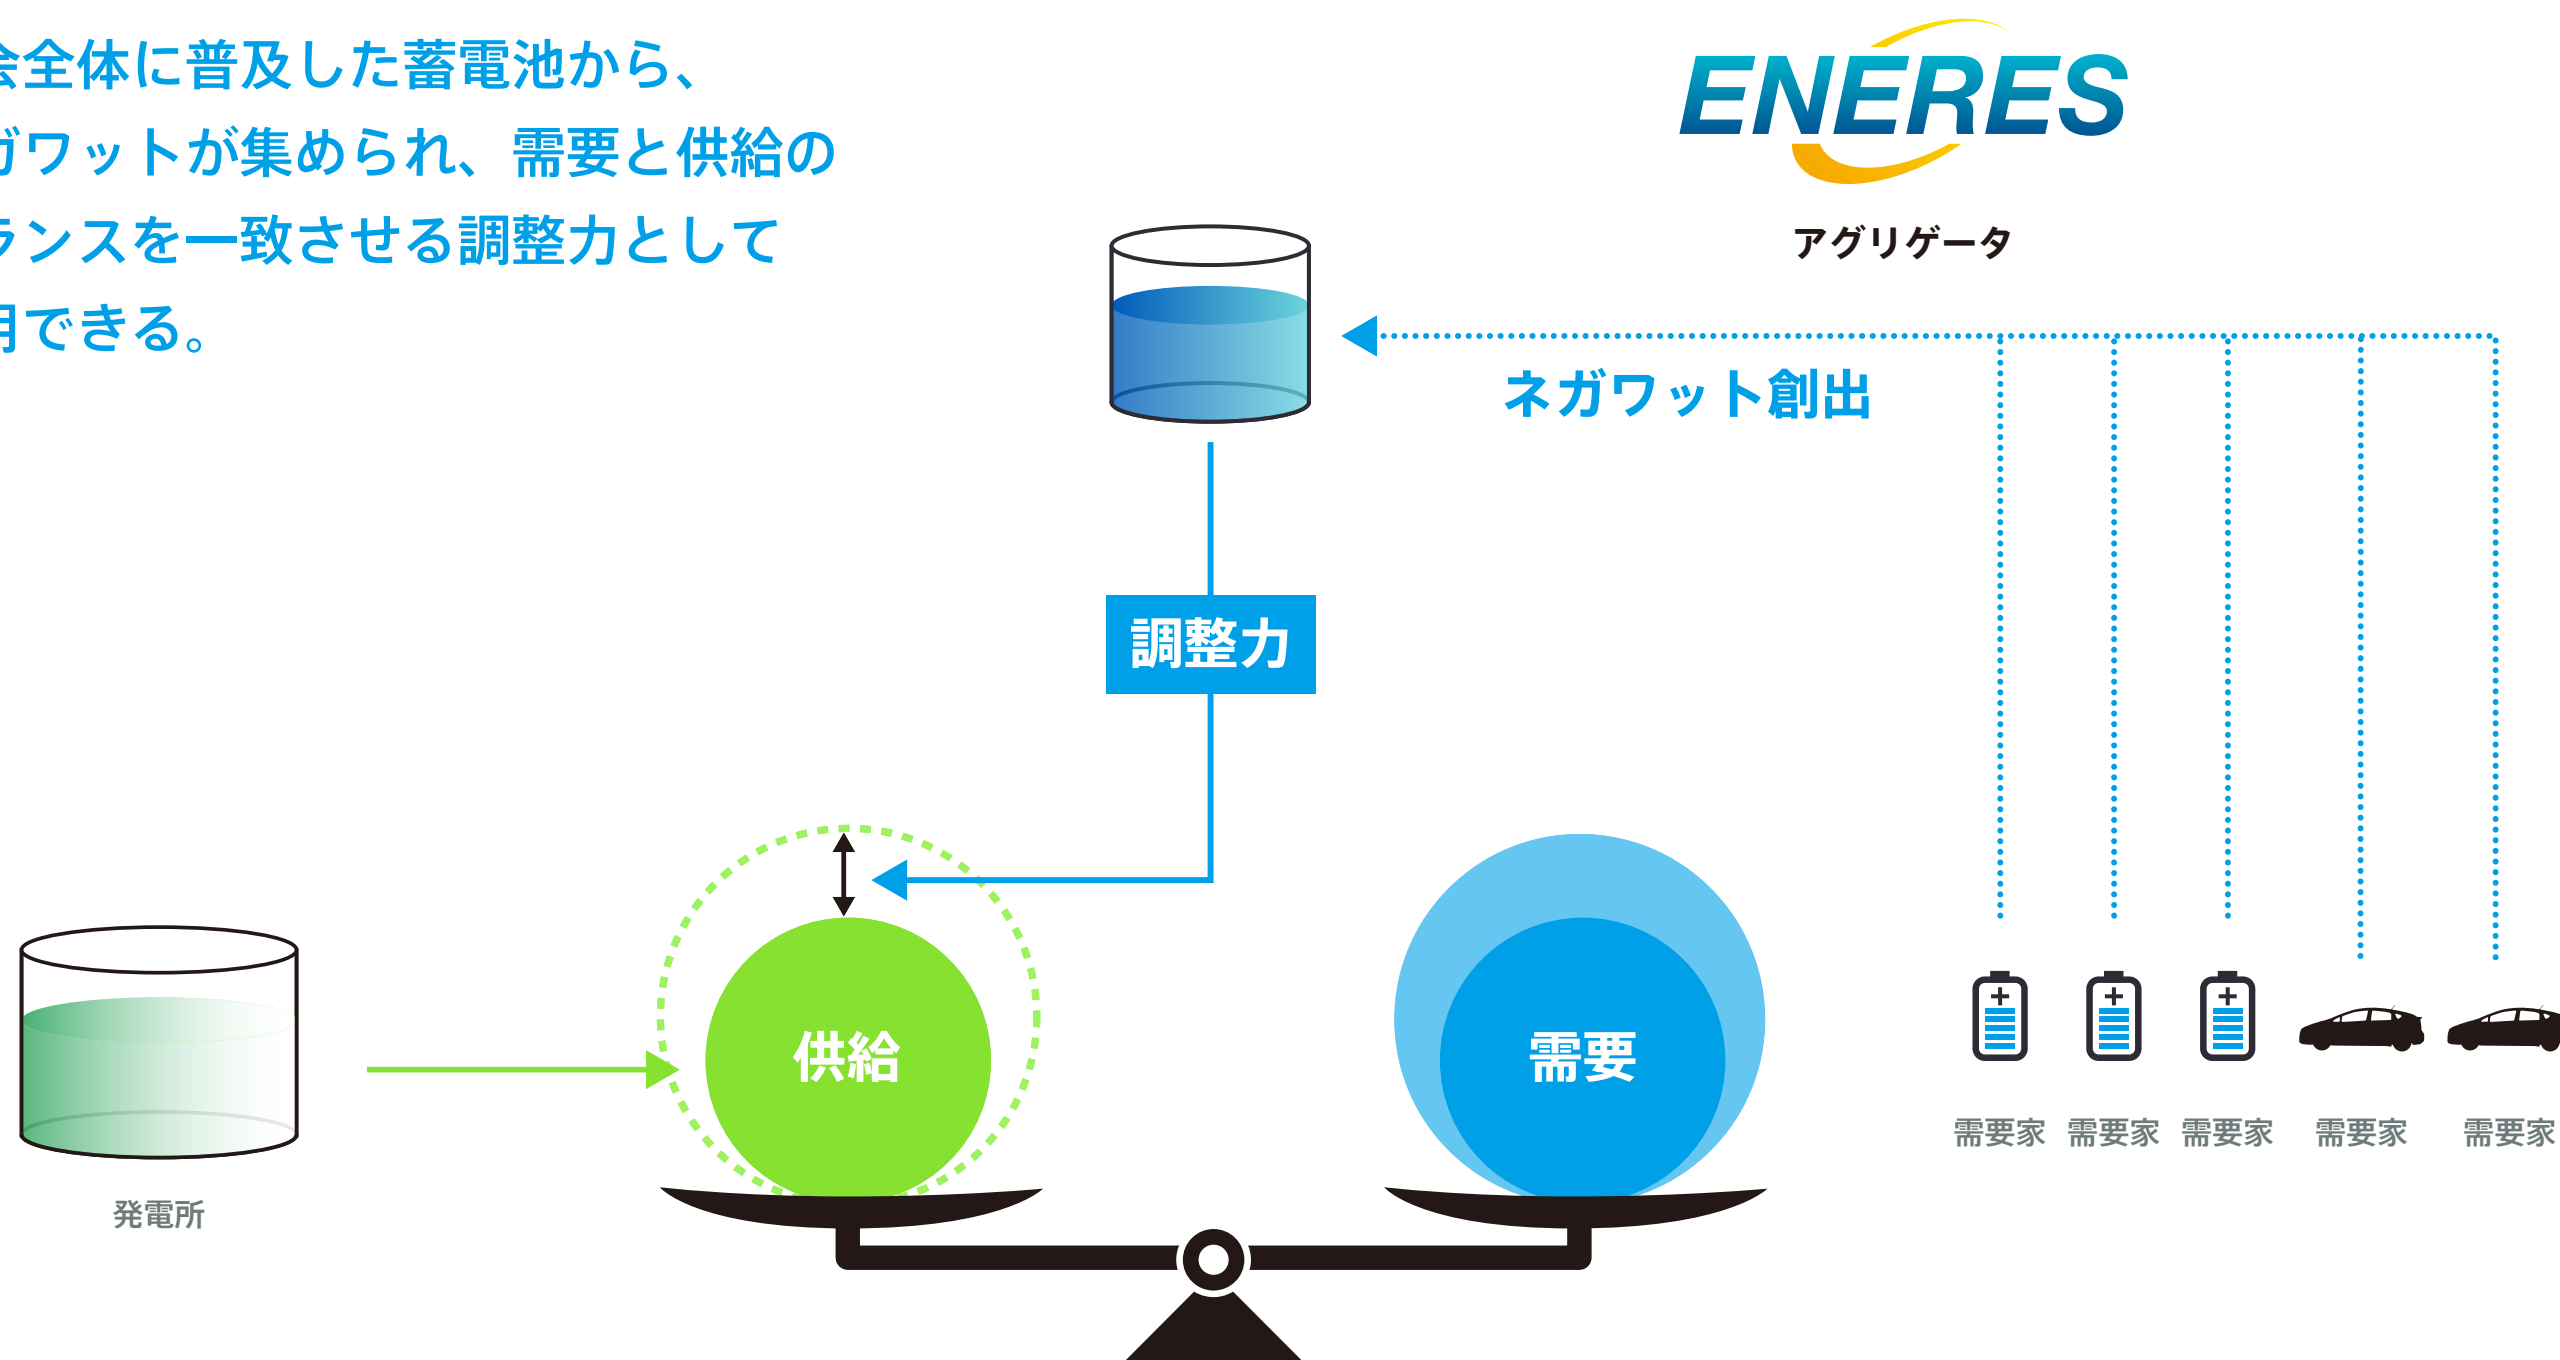 会全体に普及した蓄電池から、
ガワットが集められ、需要と供給の
ランスを一致させる調整力として
用できる。
ENERES
アグリゲータ
ネガワット創出
調整力
供給
需要
発電所
需要家 需要家 需要家 需要家 需要家